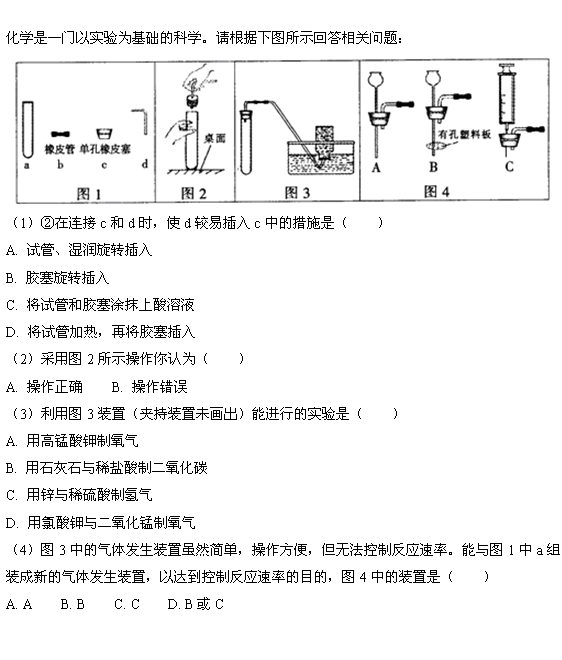 化学是一门以实验为基础的科学。请根据下图所示回答相关问题：
橡皮管 单孔橡皮塞
a b c d
图1
桌面
图2
图3
有孔塑料板
A B C
图4
（1）②在连接 c 和 d 时，使 d 较易插入 c 中的措施是（  ）
A. 试管、湿润旋转插入
B. 胶塞旋转插入
C. 将试管和胶塞涂抹上酸溶液
D. 将试管加热，再将胶塞插入
（2）采用图 2 所示操作你认为（  ）
A. 操作正确  B. 操作错误
（3）利用图 3 装置（夹持装置未画出）能进行的实验是（  ）
A. 用高锰酸钾制氧气
B. 用石灰石与稀盐酸制二氧化碳
C. 用锌与稀硫酸制氢气
D. 用氯酸钾与二氧化锰制氧气
（4）图 3 中的气体发生装置虽然简单，操作方便，但无法控制反应速率。能与图 1 中 a 组
装成新的气体发生装置，以达到控制反应速率的目的，图 4 中的装置是（  ）
A. A  B. B  C. C  D. B 或 C